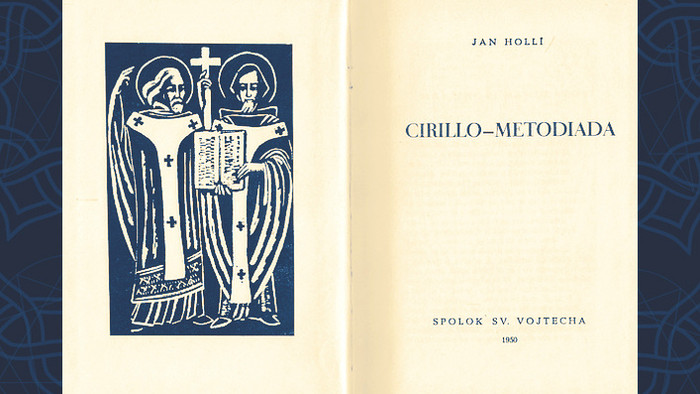 JAN HOLLÍ
CIRILLO—METODIADA
SPOLOK SV. VOJTECHA
1950